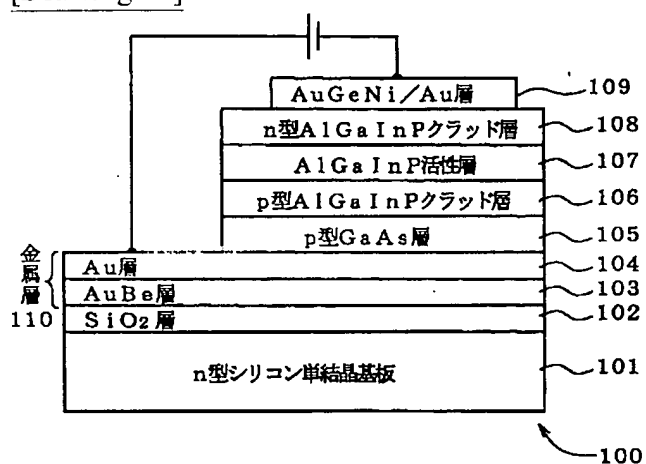 AuGeNi/Au層 109
n型AlGaInPクラッド層 108
AlGaInP活性層 107
p型AlGaInPクラッド層 106
p型GaAs層 105
金属層 110
Au層 104
AuBe層 103
SiO2層 102
n型シリコン単結晶基板 101
100